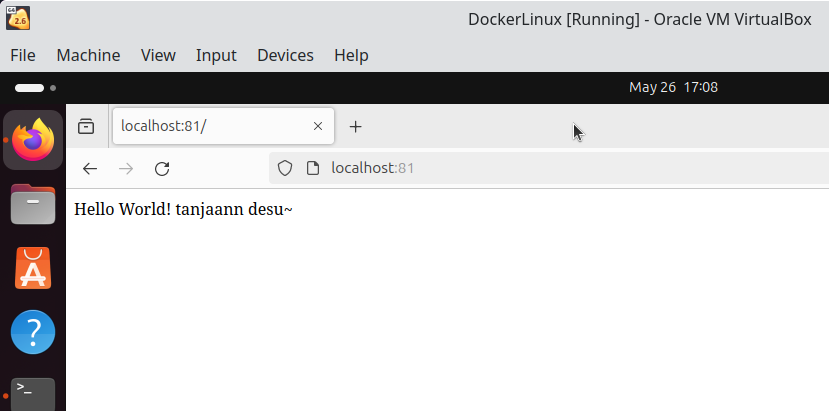 64
2.6
DockerLinux [Running] - Oracle VM VirtualBox
File Machine View Input Devices Help
May 26 17:08
localhost:81/
localhost:81
Hello World! tanjaann desu~
A
?
>_